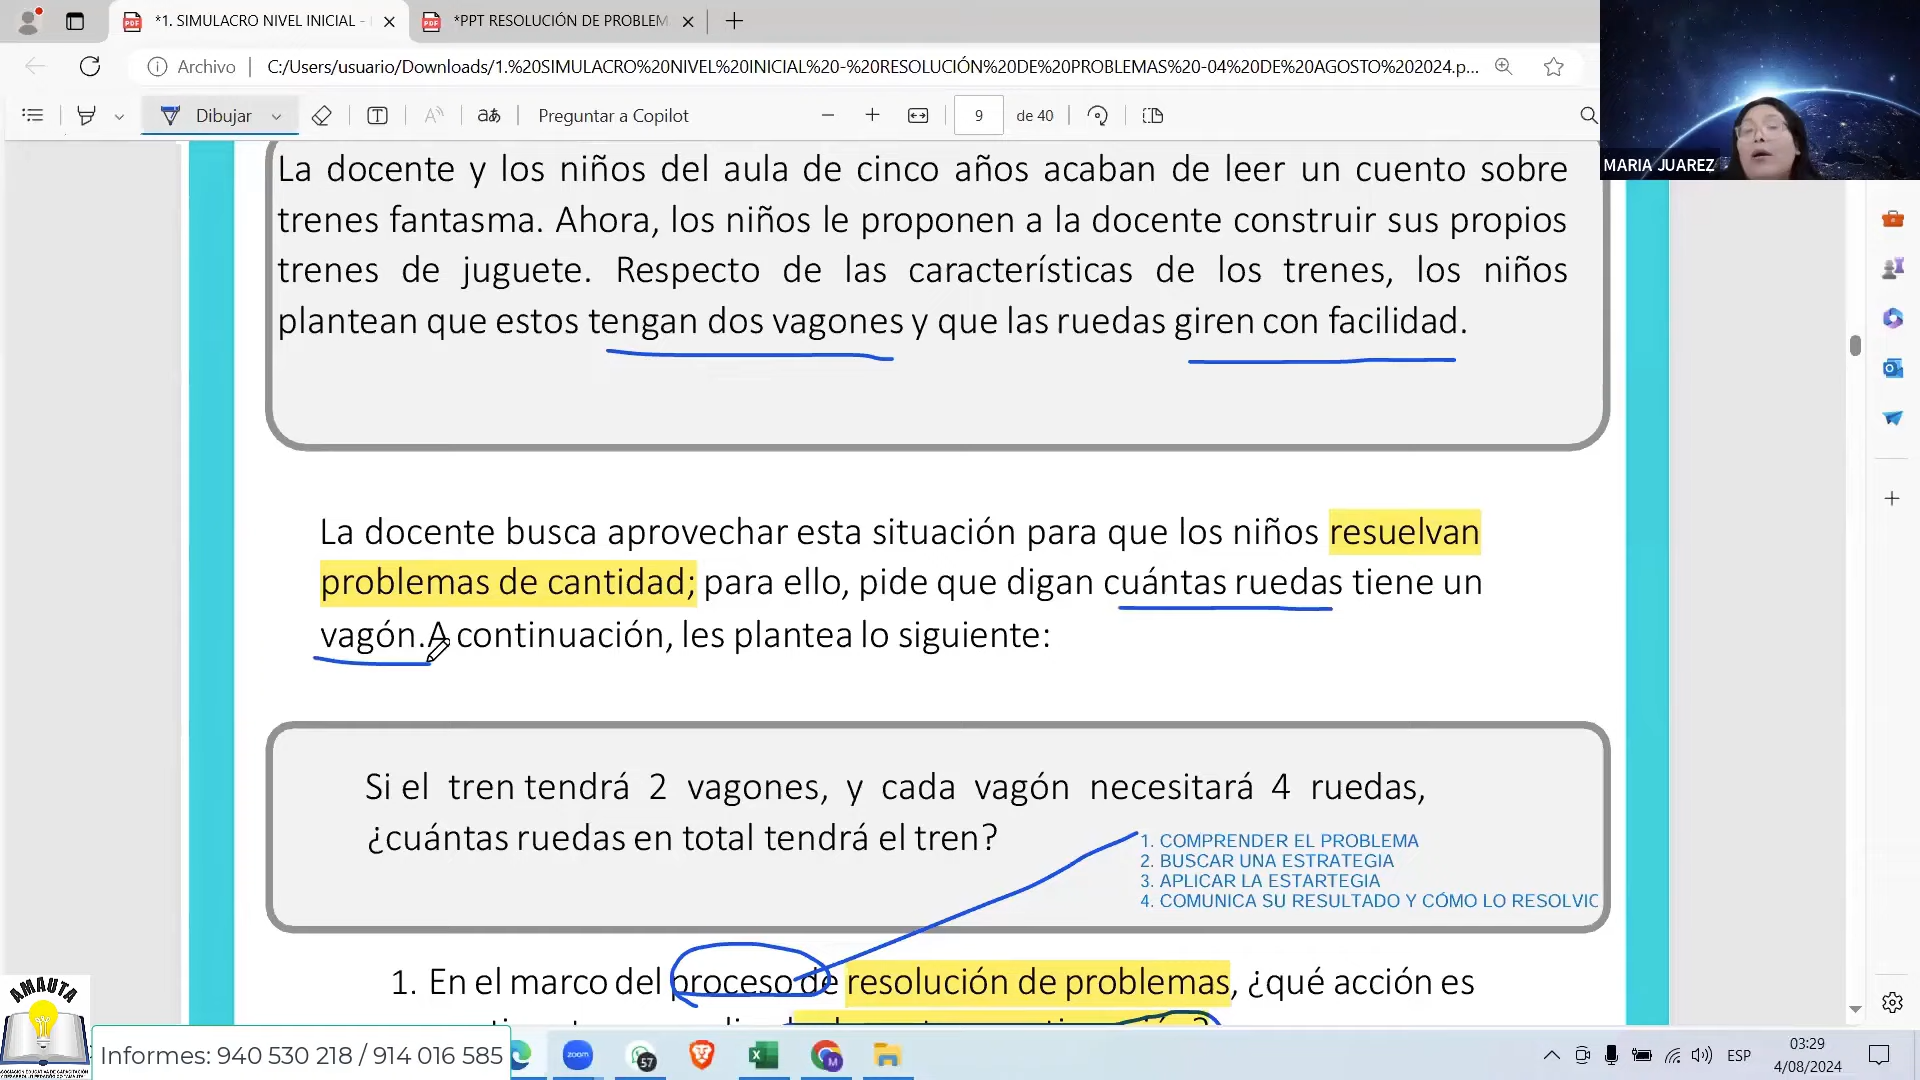 *1. SIMULACRO NIVEL INICIAL -
*PPT RESOLUCIÓN DE PROBLEM
Archivo
C:/Users/usuario/Downloads/1.%20SIMULACRO%20NIVEL%20INICIAL%20-%20RESOLUCIÓN%20DE%20PROBLEMAS%20-04%20DE%20AGOSTO%202024.p...
Dibujar
aあ
Preguntar a Copilot
9 de 40
MARIA JUAREZ
La docente y los niños del aula de cinco años acaban de leer un cuento sobre
trenes fantasma. Ahora, los niños le proponen a la docente construir sus propios
trenes de juguete. Respecto de las características de los trenes, los niños
plantean que estos tengan dos vagones y que las ruedas giren con facilidad.
La docente busca aprovechar esta situación para que los niños resuelvan
problemas de cantidad; para ello, pide que digan cuántas ruedas tiene un
vagón.A continuación, les plantea lo siguiente:
Si el tren tendrá 2 vagones, y cada vagón necesitará 4 ruedas,
¿cuántas ruedas en total tendrá el tren?
1. COMPRENDER EL PROBLEMA
2. BUSCAR UNA ESTRATEGIA
3. APLICAR LA ESTARTEGIA
4. COMUNICA SU RESULTADO Y CÓMO LO RESOLVIO
1. En el marco del proceso de resolución de problemas, ¿qué acción es
AMAUTA
Informes: 940 530 218 / 914 016 585
zoom
57
M
ESP
03:29
4/08/2024